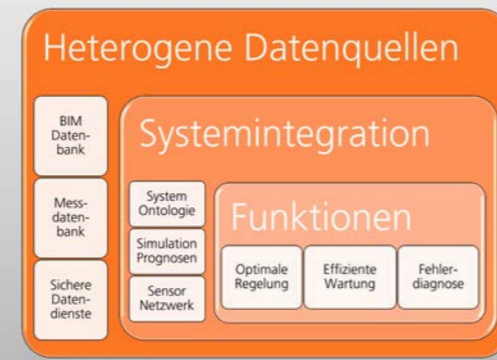 Heterogene Datenquellen
BIM
Daten-
bank
Mess-
daten-
bank
Sichere
Daten-
dienste
Systemintegration
System
Ontologie
Simulation
Prognosen
Sensor
Netzwerk
Funktionen
Optimale
Regelung
Effiziente
Wartung
Fehler-
diagnose